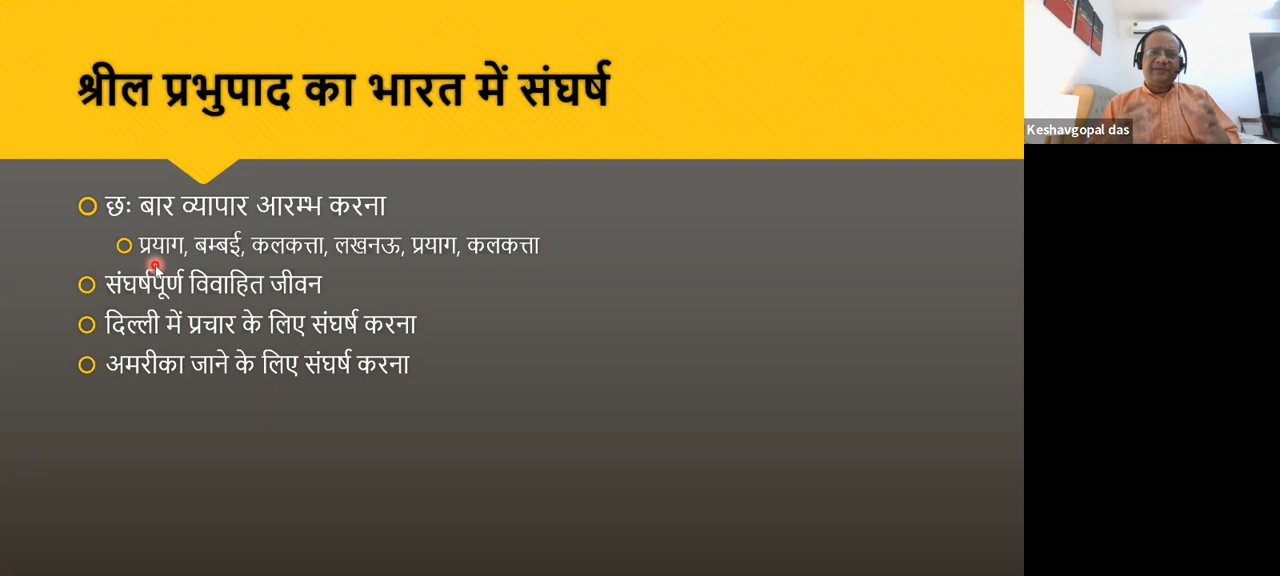 श्रील प्रभुपाद का भारत में संघर्ष
छः बार व्यापार आरम्भ करना
प्रयाग, बम्बई, कलकत्ता, लखनऊ, प्रयाग, कलकत्ता
संघर्षपूर्ण विवाहित जीवन
दिल्ली में प्रचार के लिए संघर्ष करना
अमरीका जाने के लिए संघर्ष करना
Keshavgopal das